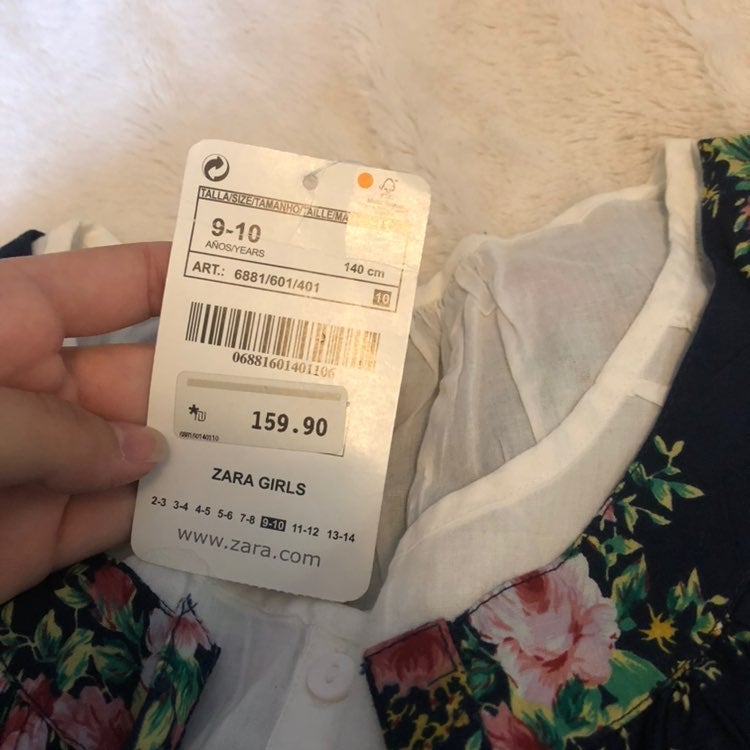 TALLA/SIZE/TAMANHO/TAILLE/MA
9-10
AÑOS/YEARS
140 cm
ART.: 6881/601/401
10
06881601401106
*₪ 159.90
ZARA GIRLS
2-3 3-4 4-5 5-6 7-8 9-10 11-12 13-14
www.zara.com